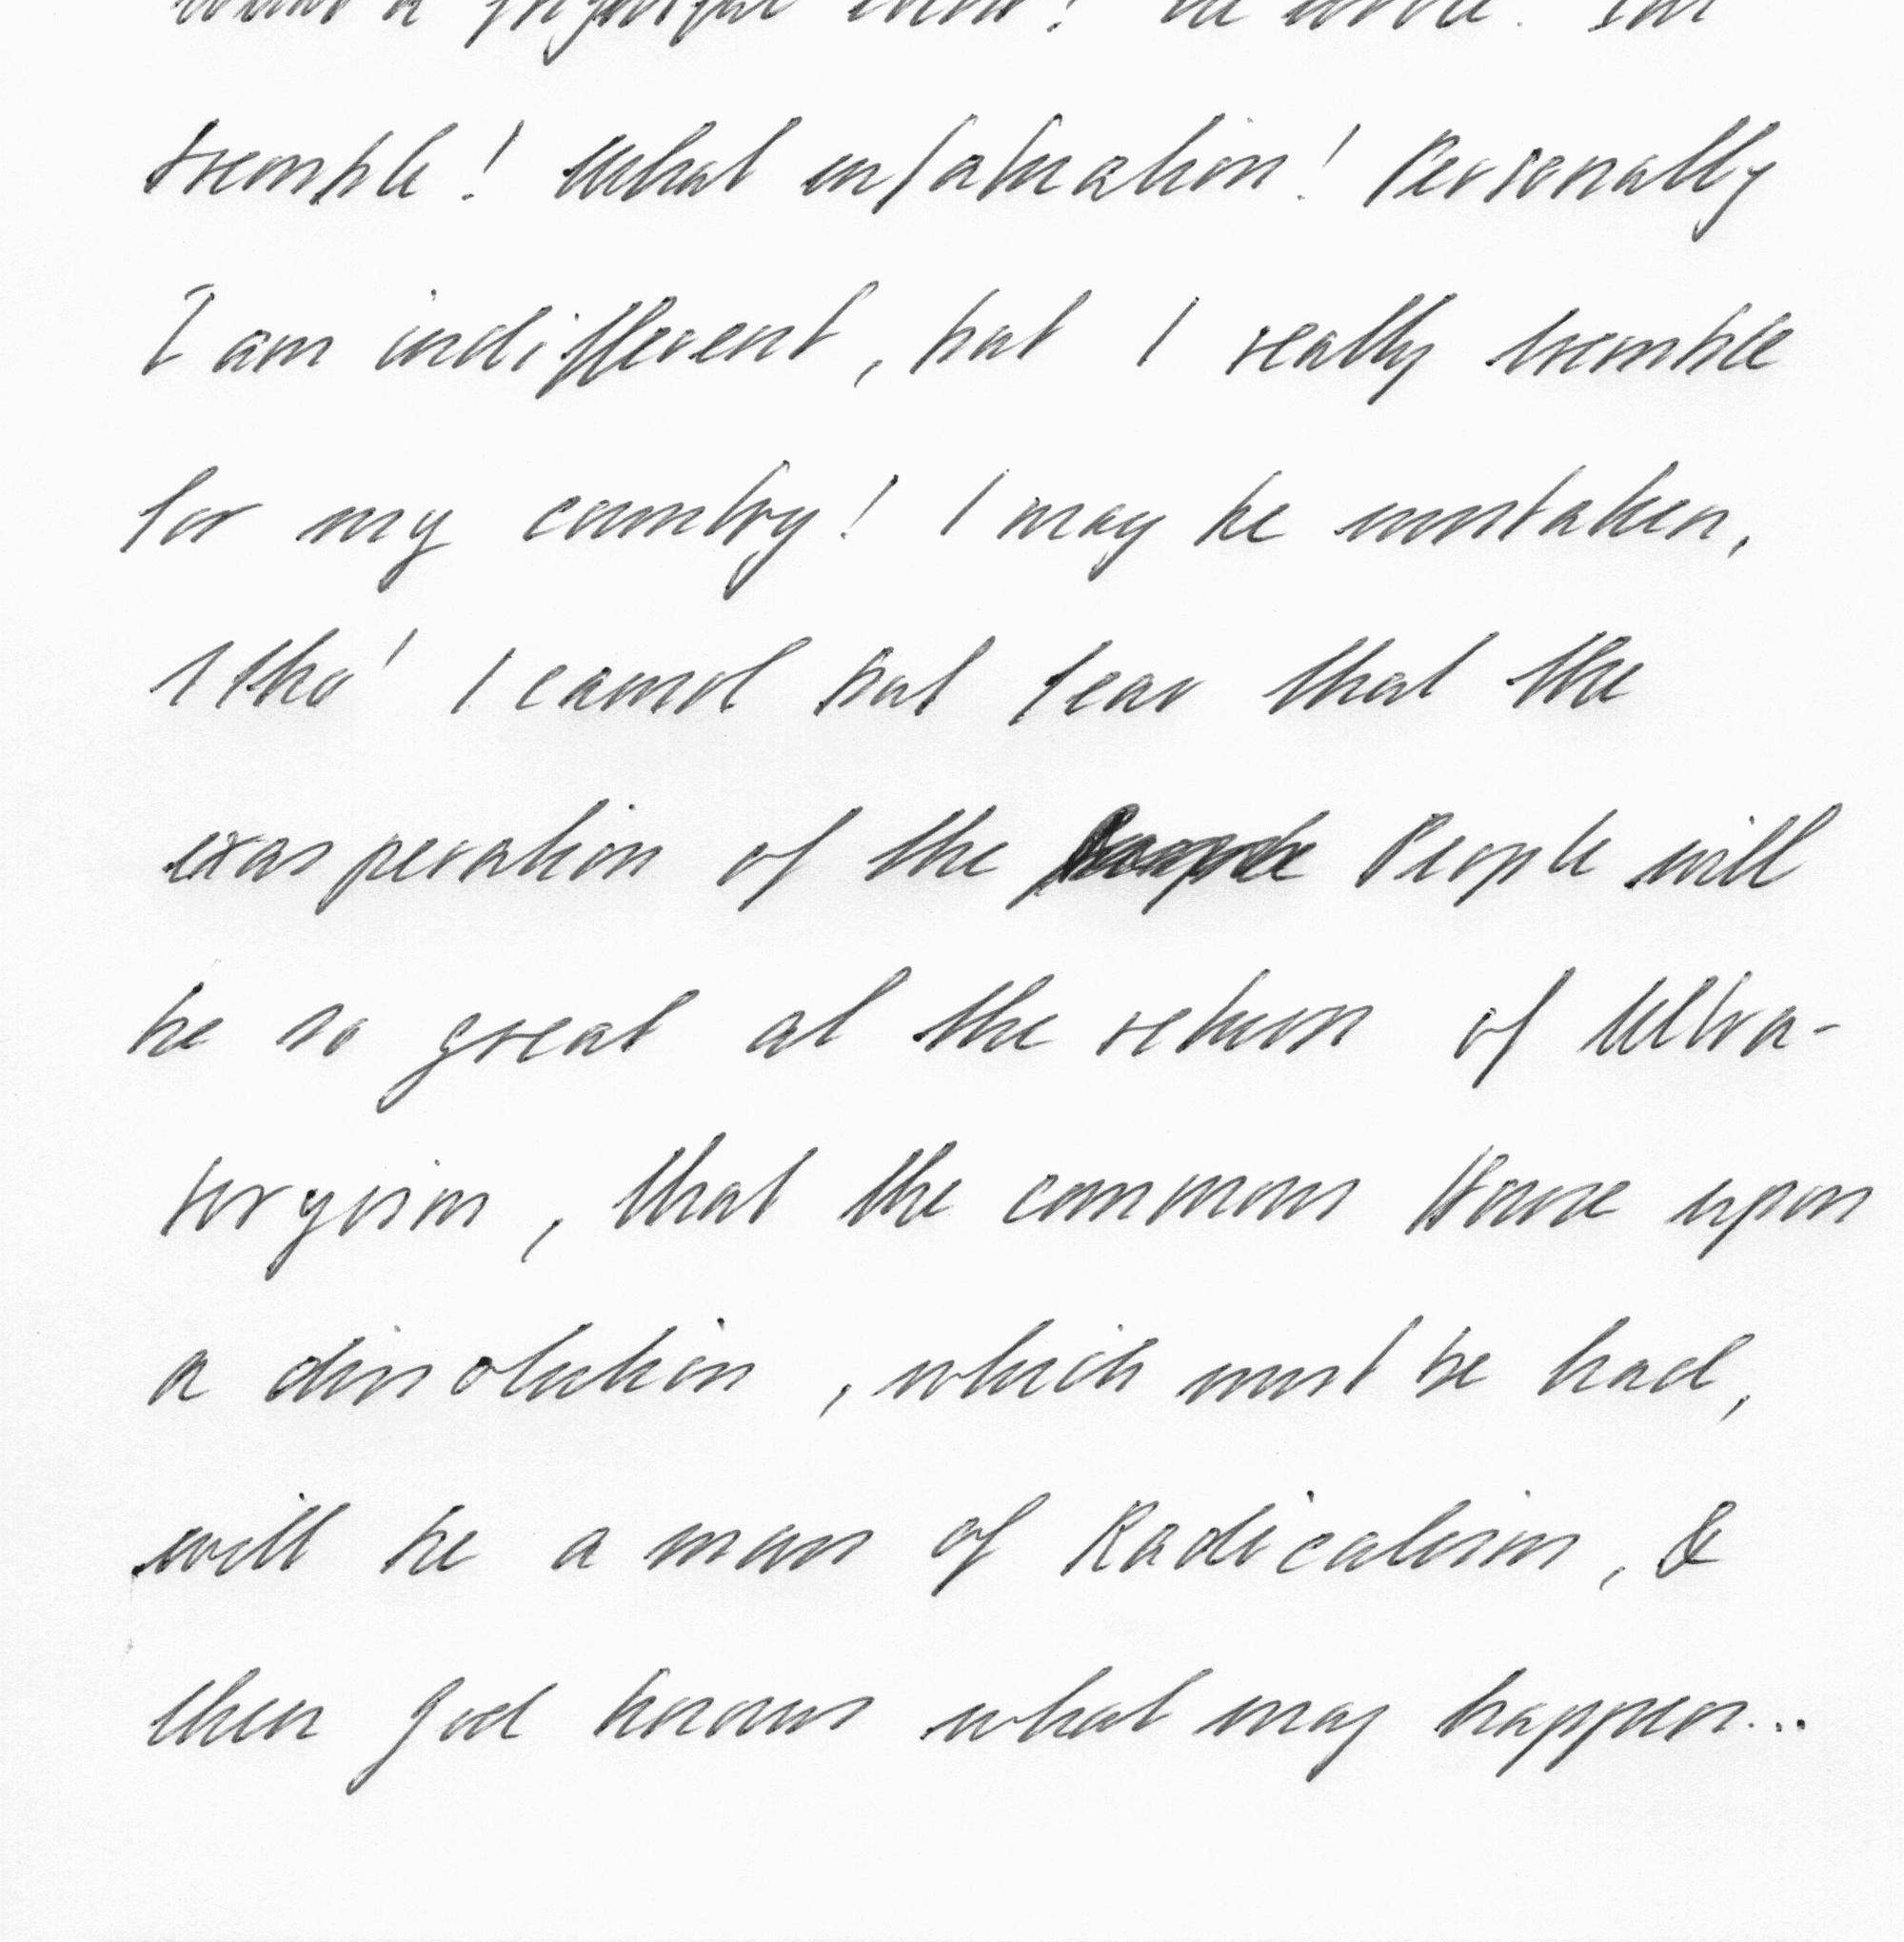 tremble! What infatuation! Personally
I am indifferent, but I really tremble
for my country! I may be mistaken,
tho' I cannot but fear that the
exasperation of the People will
be so great at the return of Ultra-
toryism, that the common House upon
a dissolution, which must be had,
will be a mass of Radicalism, &
then god knows what may happen...